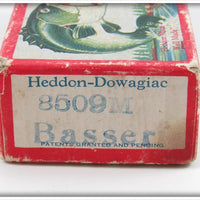 Heddon-Dowagiac
8509M
Basser
PATENTS GRANTED AND PENDING